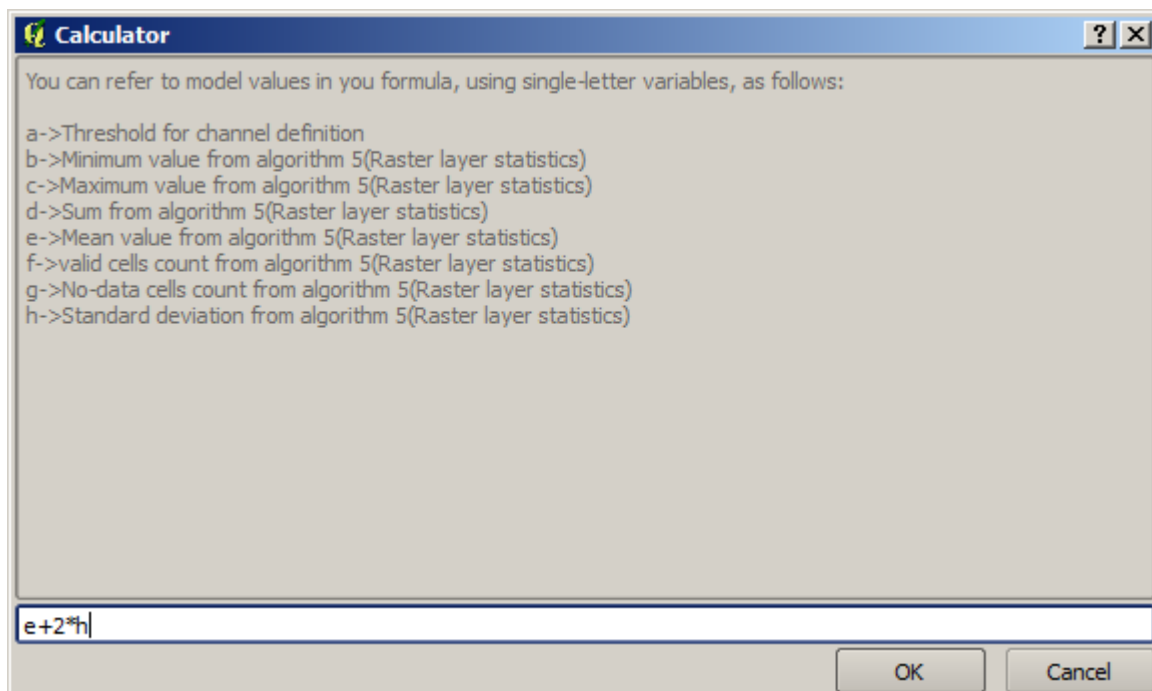 Calculator
You can refer to model values in you formula, using single-letter variables, as follows:
a->Threshold for channel definition
b->Minimum value from algorithm 5(Raster layer statistics)
c->Maximum value from algorithm 5(Raster layer statistics)
d->Sum from algorithm 5(Raster layer statistics)
e->Mean value from algorithm 5(Raster layer statistics)
f->valid cells count from algorithm 5(Raster layer statistics)
g->No-data cells count from algorithm 5(Raster layer statistics)
h->Standard deviation from algorithm 5(Raster layer statistics)
e+2*h
OK Cancel